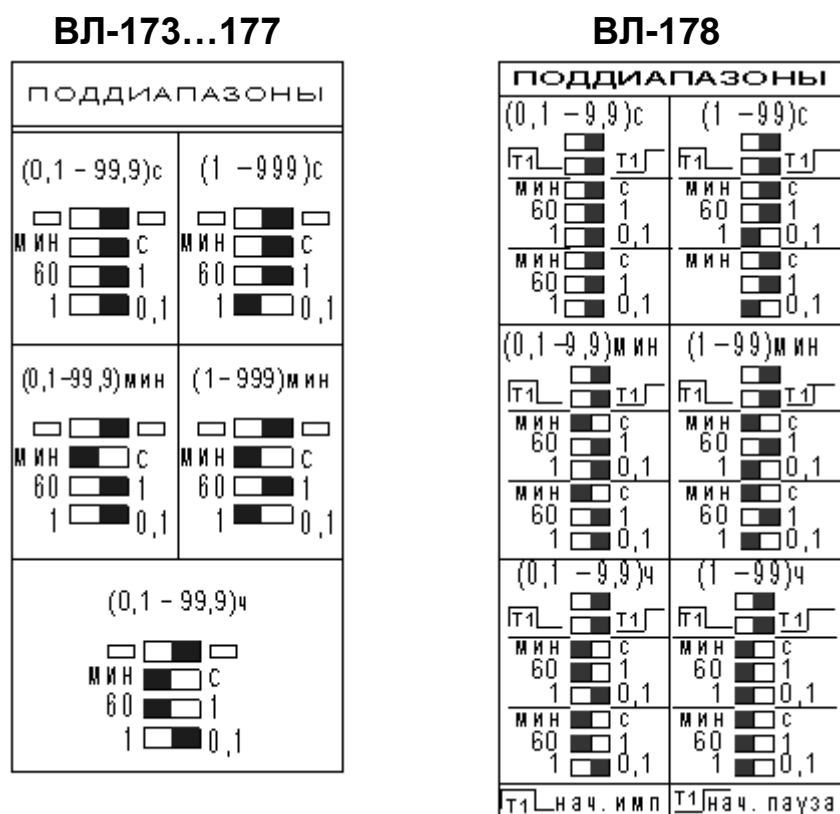 ВЛ-173...177
ПОДДИАПАЗОНЫ
(0,1 – 99,9)с
мин с
60 1
1 0,1
(1 –999)с
мин с
60 1
1 0,1
(0,1–99,9)мин
мин с
60 1
1 0,1
(1–999)мин
мин с
60 1
1 0,1
(0,1 – 99,9)ч
мин с
60 1
1 0,1
ВЛ-178
ПОДДИАПАЗОНЫ
(0,1 –9,9)с
Т1 Т1
мин с
60 1
1 0,1
мин с
60 1
1 0,1
(1 –99)с
Т1 Т1
мин с
60 1
1 0,1
мин с
1
0,1
(0,1 –9,9)мин
Т1 Т1
мин с
60 1
1 0,1
мин с
60 1
1 0,1
(1 –99)мин
Т1 Т1
мин с
60 1
1 0,1
мин с
60 1
1 0,1
(0,1 –9,9)ч
Т1 Т1
мин с
60 1
1 0,1
мин с
60 1
1 0,1
(1 –99)ч
Т1 Т1
мин с
60 1
1 0,1
мин с
60 1
1 0,1
Т1 нач. имп
Т1 нач. пауза